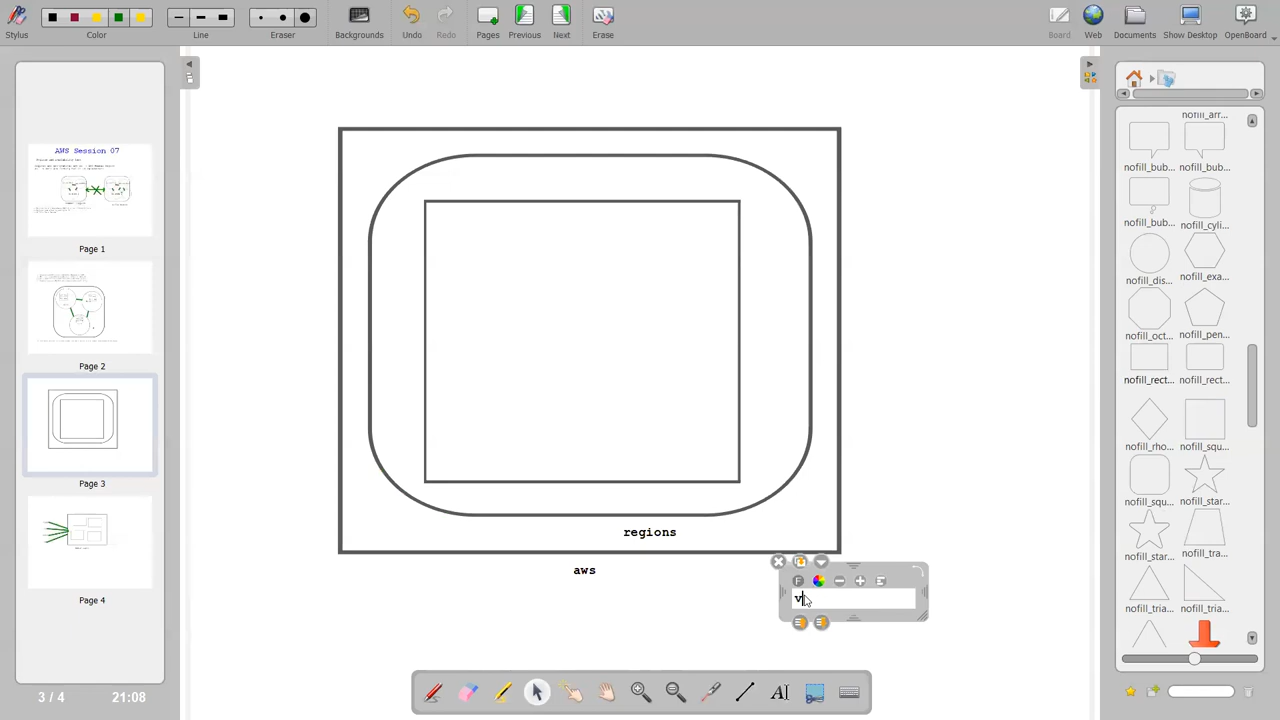 Stylus
Color
Line
Eraser
Backgrounds
Undo
Redo
Pages
Previous
Next
Erase
Board
Web
Documents
Show Desktop
OpenBoard
AWS Session 07
Page 1
Page 2
Page 3
Page 4
3 / 4
21:08
regions
aws
v
nofill_arr...
nofill_bub...
nofill_bub...
nofill_bub...
nofill_cyli...
nofill_dis...
nofill_exa...
nofill_oct...
nofill_pen...
nofill_rect...
nofill_rect...
nofill_rho...
nofill_squ...
nofill_squ...
nofill_star...
nofill_star...
nofill_tra...
nofill_tria...
nofill_tria...